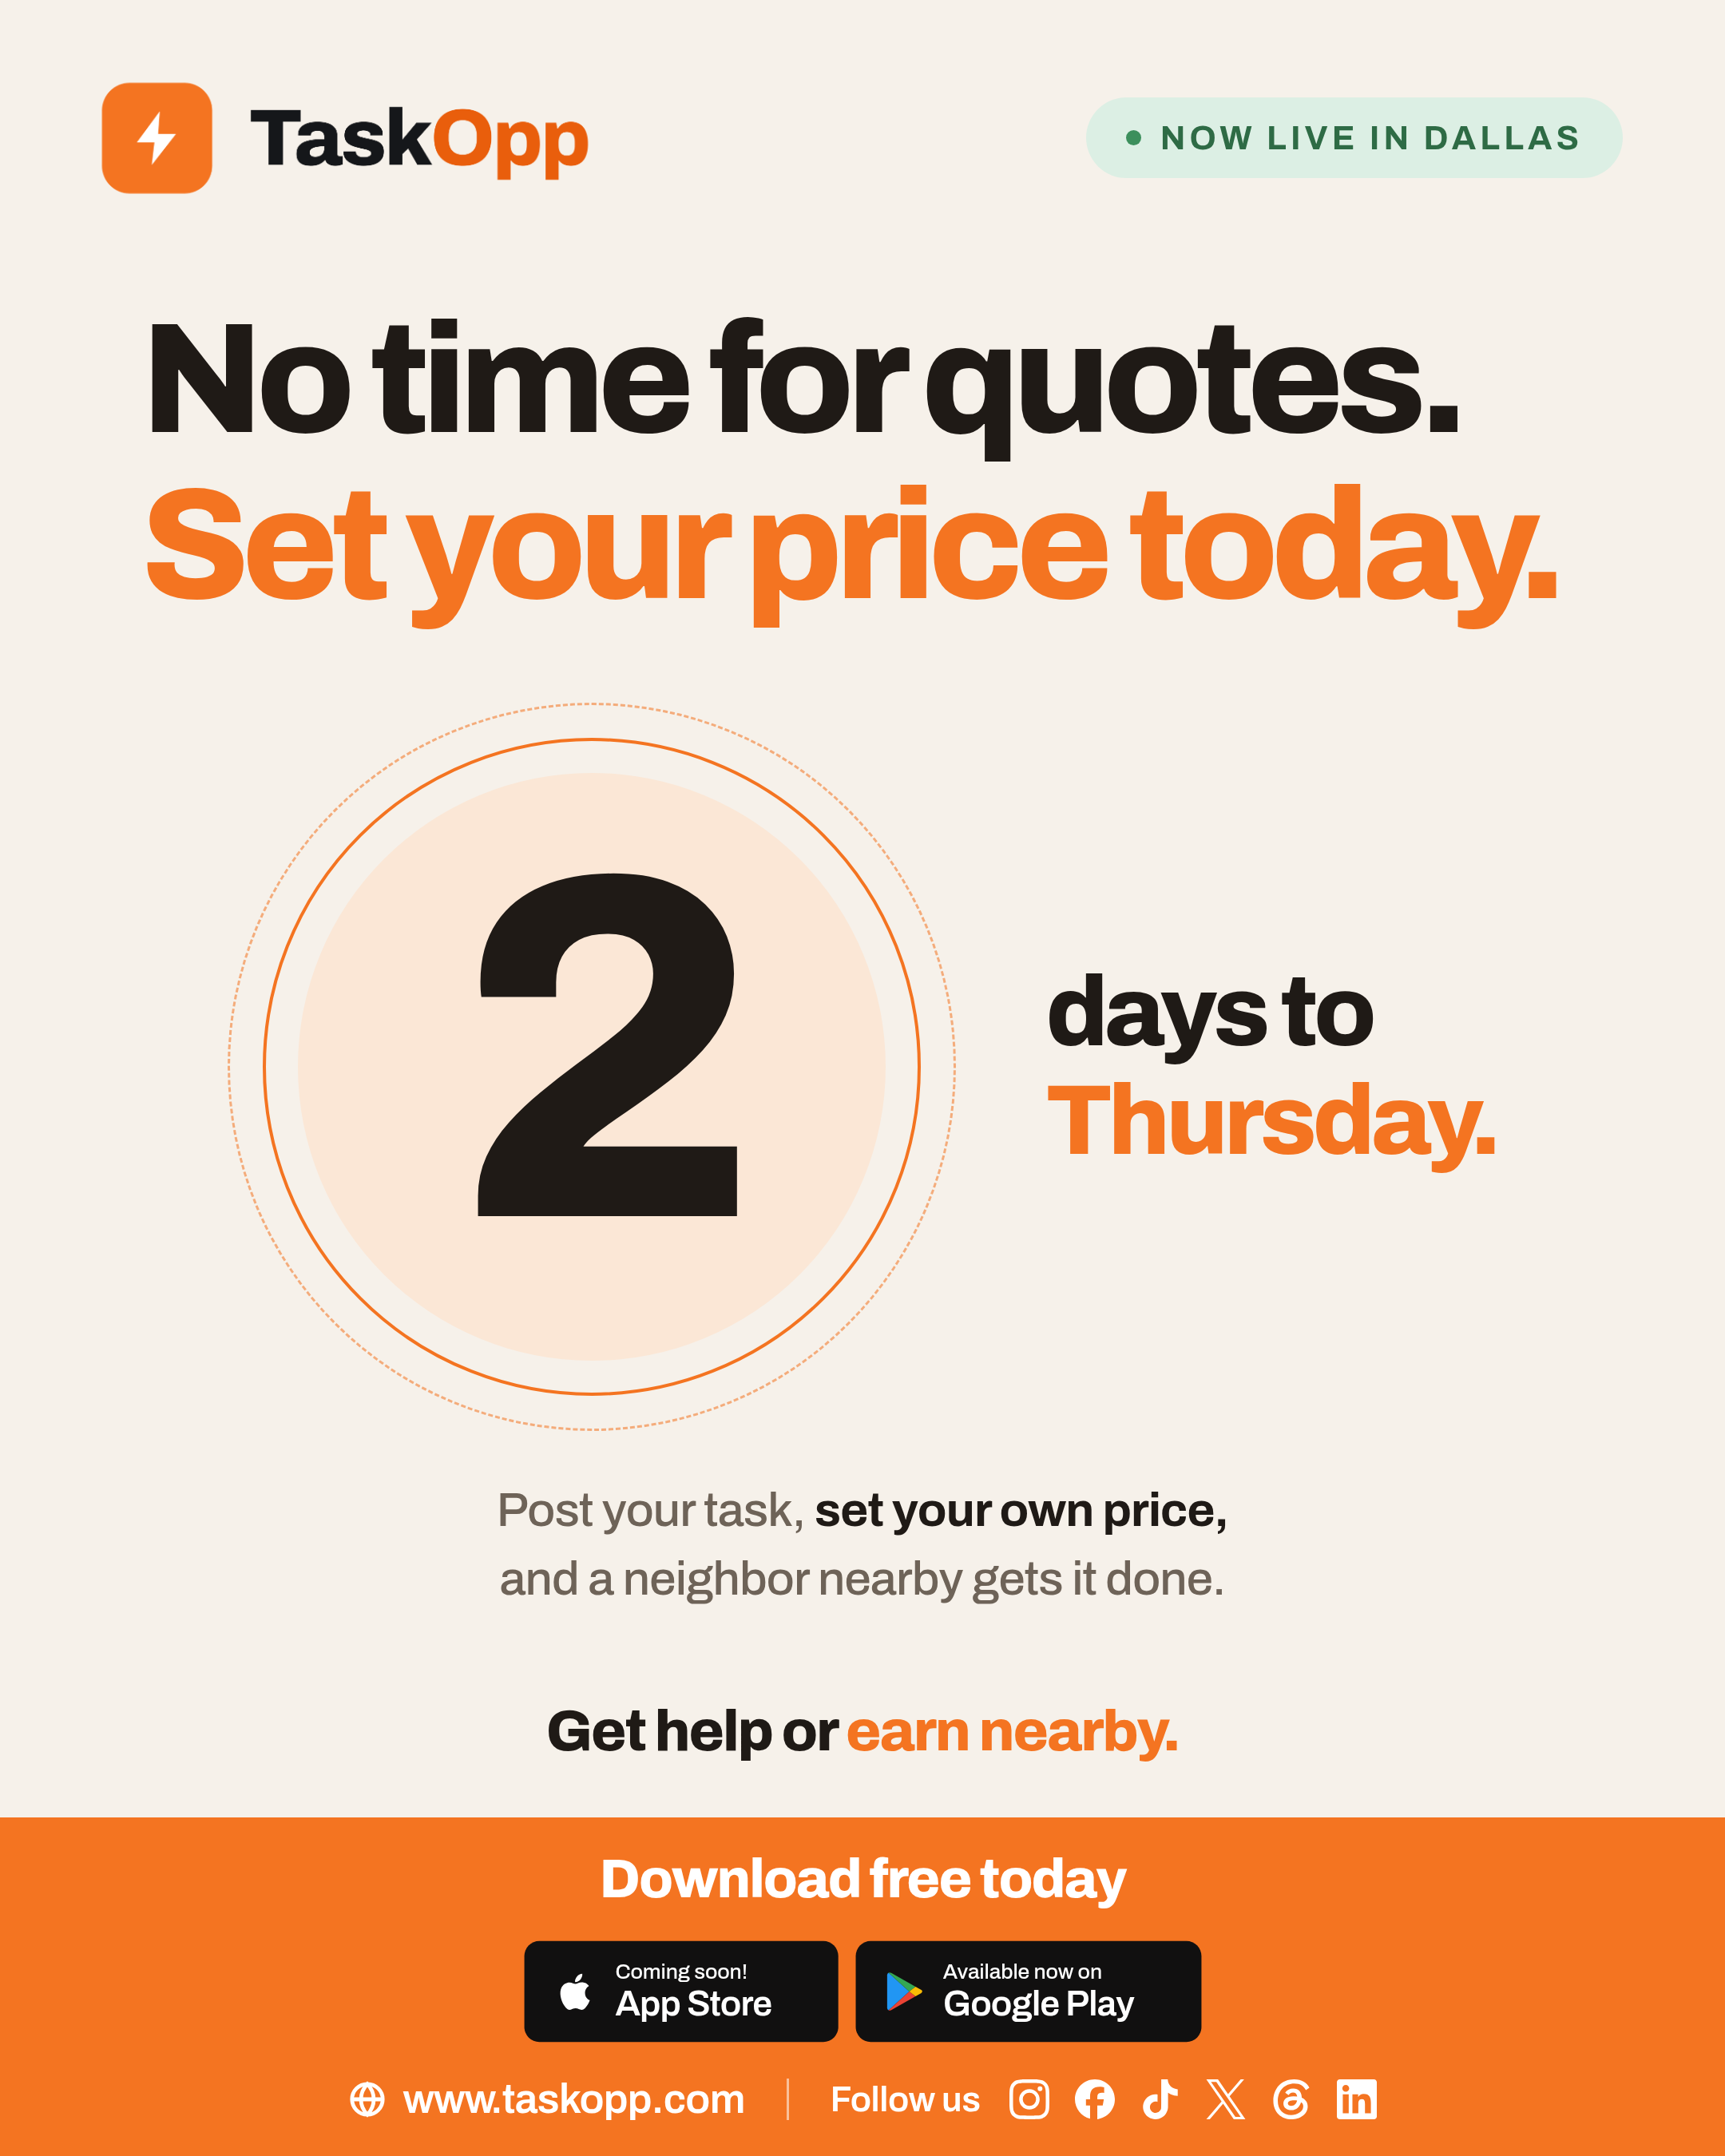 TaskOpp
NOW LIVE IN DALLAS
No time for quotes.
Set your price today.
2
days to
Thursday.
Post your task, set your own price,
and a neighbor nearby gets it done.
Get help or earn nearby.
Download free today
Coming soon!
App Store
Available now on
Google Play
www.taskopp.com
Follow us